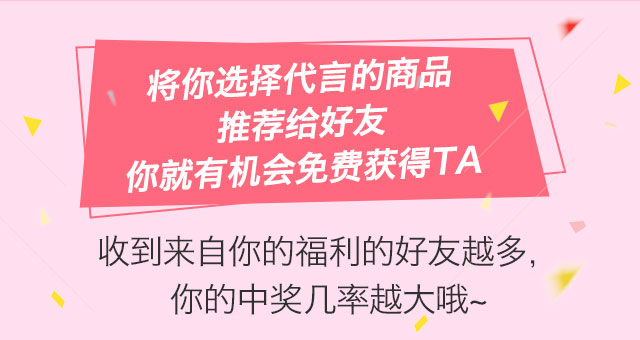 将你选择代言的商品
推荐给好友
你就有机会免费获得TA
收到来自你的福利的好友越多，
你的中奖几率越大哦~